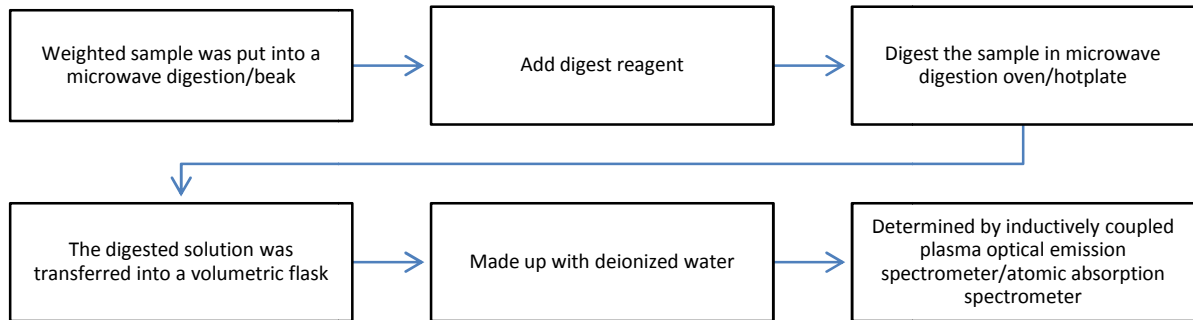 Weighted sample was put into a
microwave digestion/beak
Add digest reagent
Digest the sample in microwave
digestion oven/hotplate
The digested solution was
transferred into a volumetric flask
Made up with deionized water
Determined by inductively coupled
plasma optical emission
spectrometer/atomic absorption
spectrometer